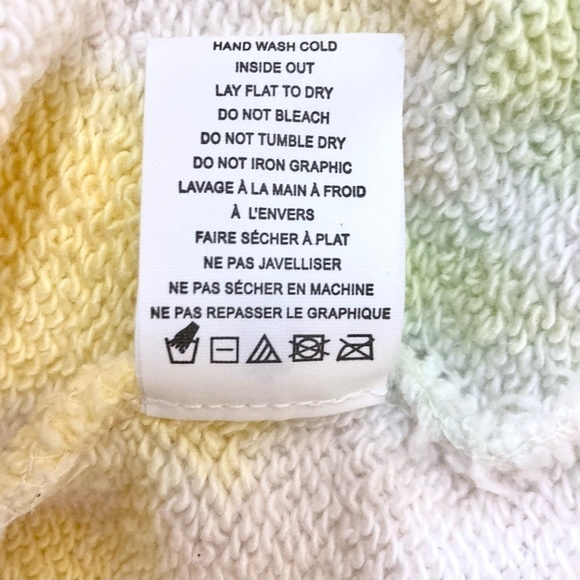 HAND WASH COLD
INSIDE OUT
LAY FLAT TO DRY
DO NOT BLEACH
DO NOT TUMBLE DRY
DO NOT IRON GRAPHIC
LAVAGE À LA MAIN À FROID
À L'ENVERS
FAIRE SÉCHER À PLAT
NE PAS JAVELLISER
NE PAS SÉCHER EN MACHINE
NE PAS REPASSER LE GRAPHIQUE